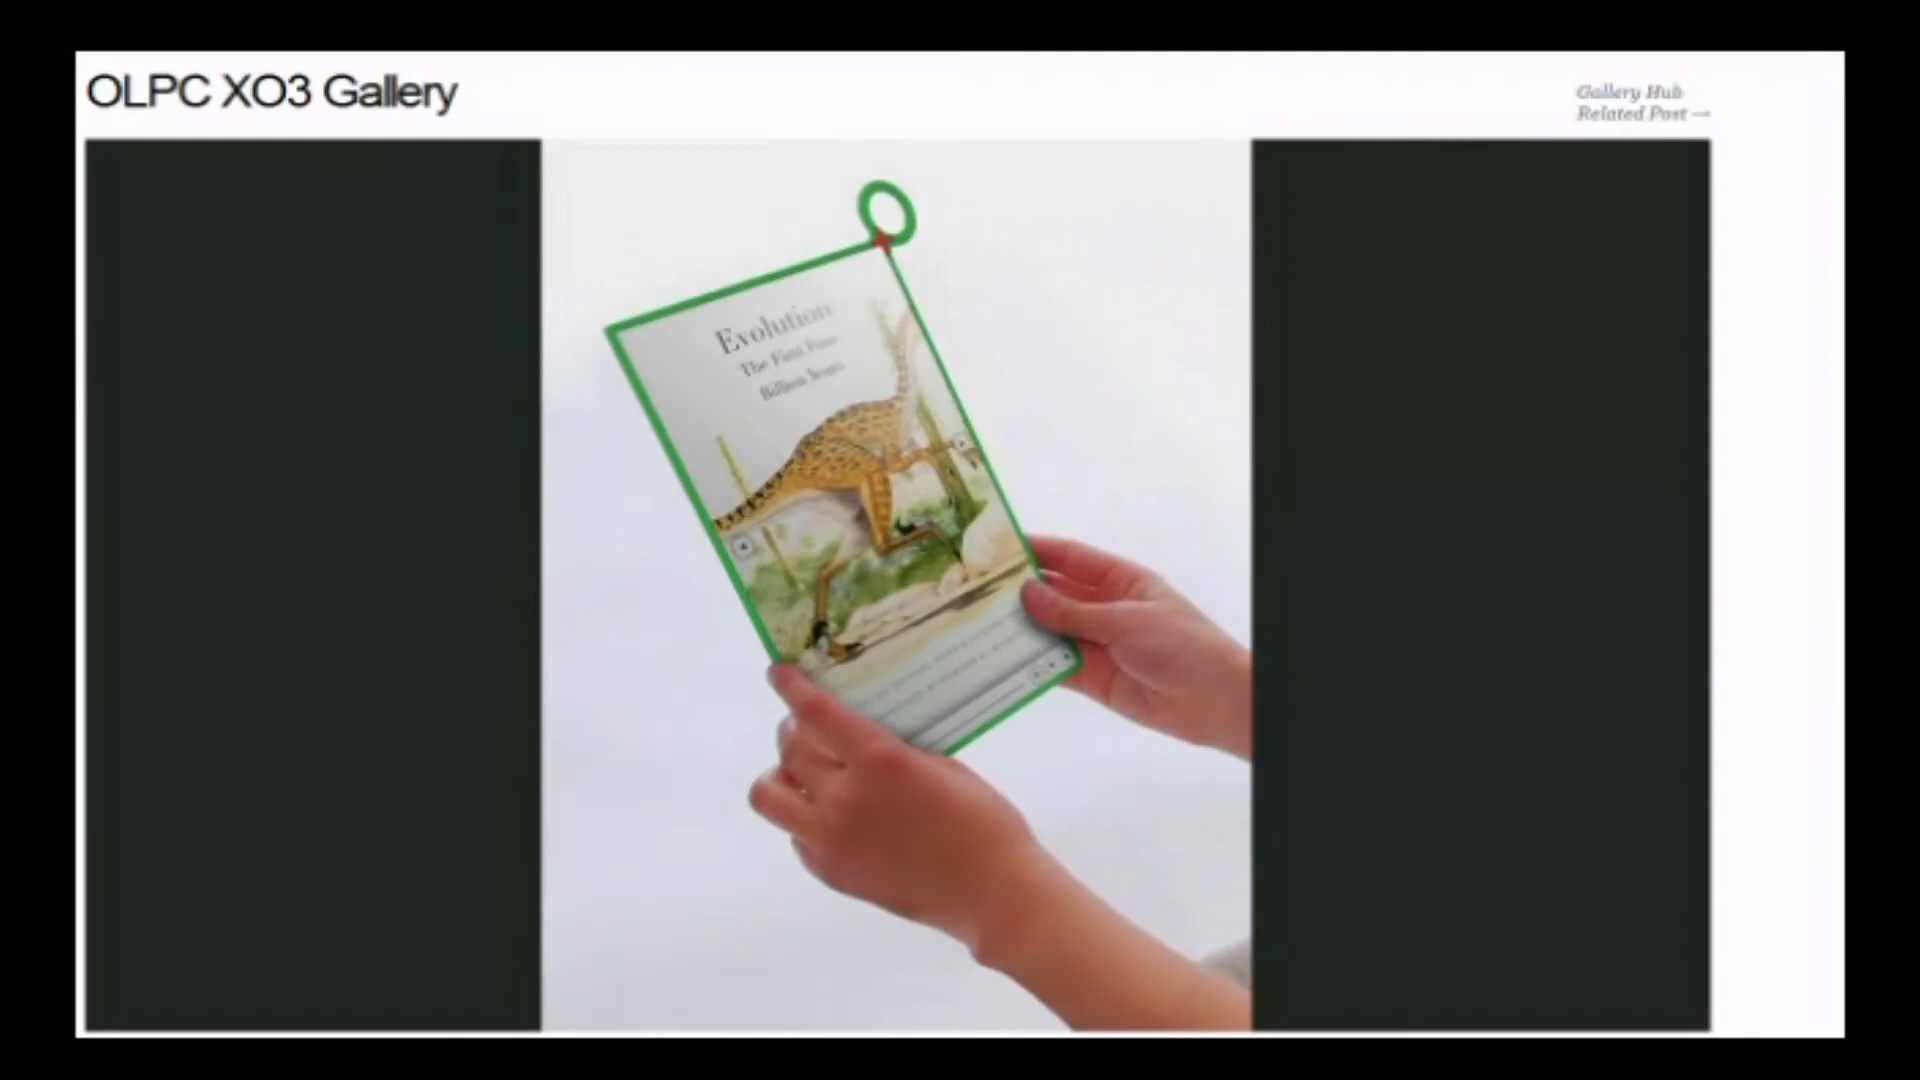 OLPC XO3 Gallery
Gallery Hub
Related Post →
Evolution
The First Four
Billion Years